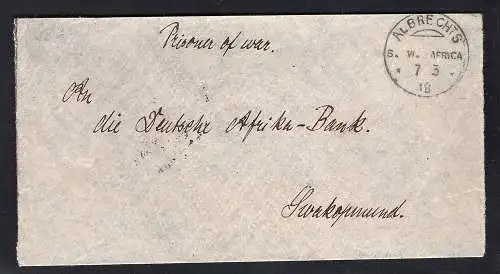 Prisoner of war.
ALBRECHTS
S. W. AFRICA
7 3
18
An
die Deutsche Afrika-Bank.
Swakopmund.